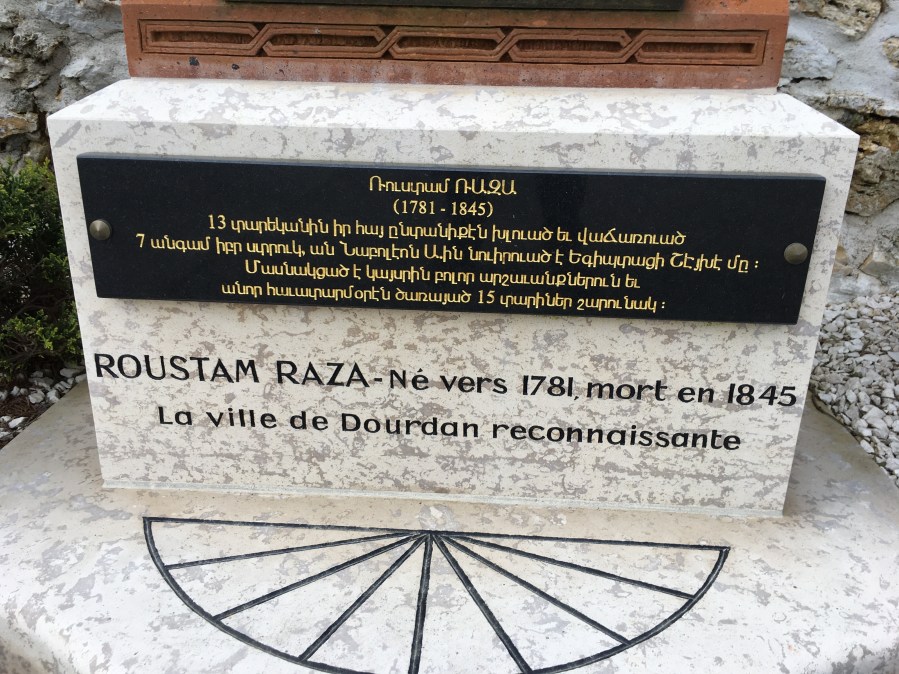 Ռուստամ ՌԱԶԱ
(1781 - 1845)
13 տարեկանին իր հայ ընտանիքէն խլուած եւ վաճառուած
7 անգամ իբր ստրուկ, ան Նաբոլէոն Ա.ին նուիրուած է Եգիպտացի Շէյխէ մը :
Մասնակցած է կայսրին բոլոր արշաւանքներուն եւ
անոր հաւատարմօրէն ծառայած 15 տարիներ շարունակ :
ROUSTAM RAZA - Né vers 1781, mort en 1845
La ville de Dourdan reconnaissante